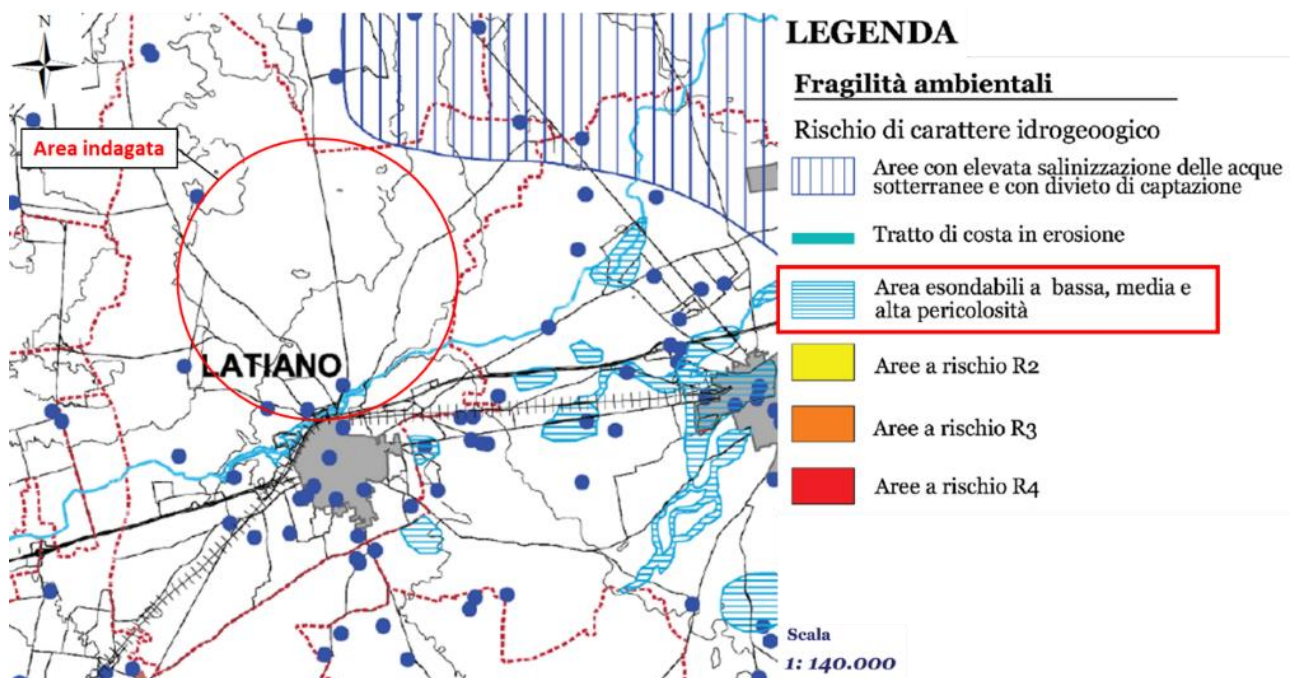 N
Area indagata
LATIANO
LEGENDA
Fragilità ambientali
Rischio di carattere idrogeoogico
Aree con elevata salinizzazione delle acque
sotterranee e con divieto di captazione
Tratto di costa in erosione
Area esondabili a bassa, media e
alta pericolosità
Aree a rischio R2
Aree a rischio R3
Aree a rischio R4
Scala
1: 140.000